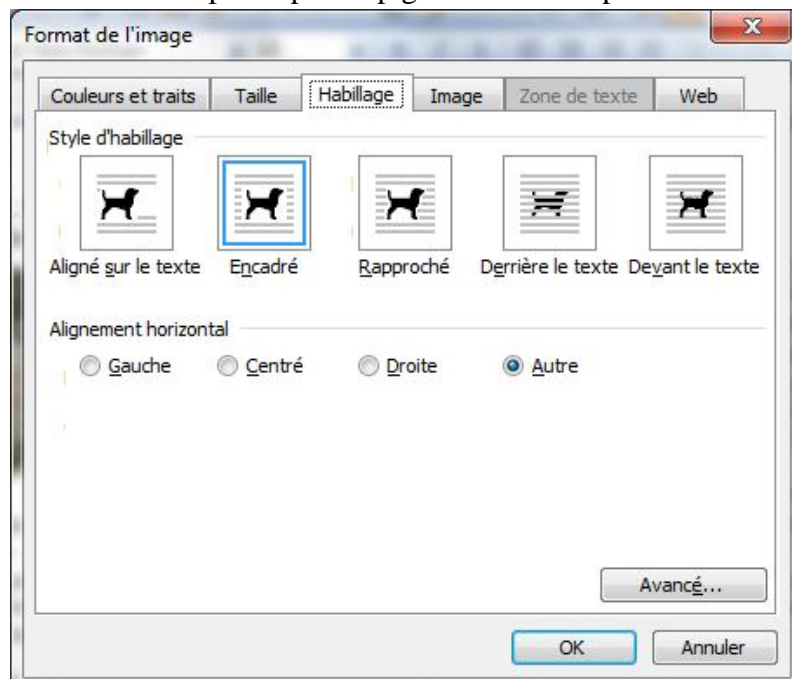 Format de l'image
Couleurs et traits Taille Habillage Image Zone de texte Web
Style d'habillage
Aligné sur le texte Encadré Rapproché Derrière le texte Devant le texte
Alignement horizontal
Gauche Centré Droite Autre
Avancé...
OK Annuler